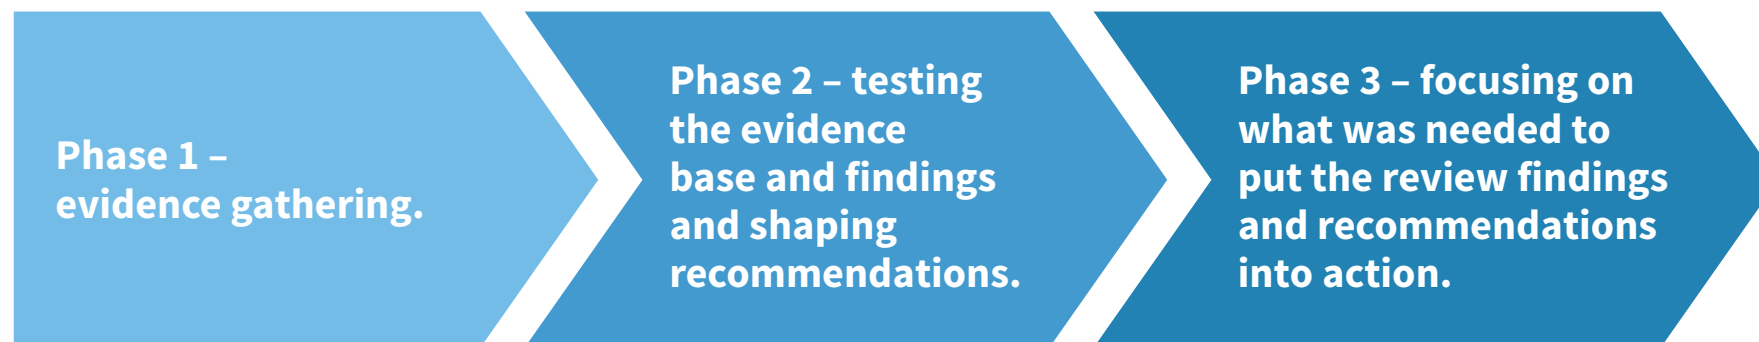 Phase 1 –
evidence gathering.
Phase 2 – testing
the evidence
base and findings
and shaping
recommendations.
Phase 3 – focusing on
what was needed to
put the review findings
and recommendations
into action.